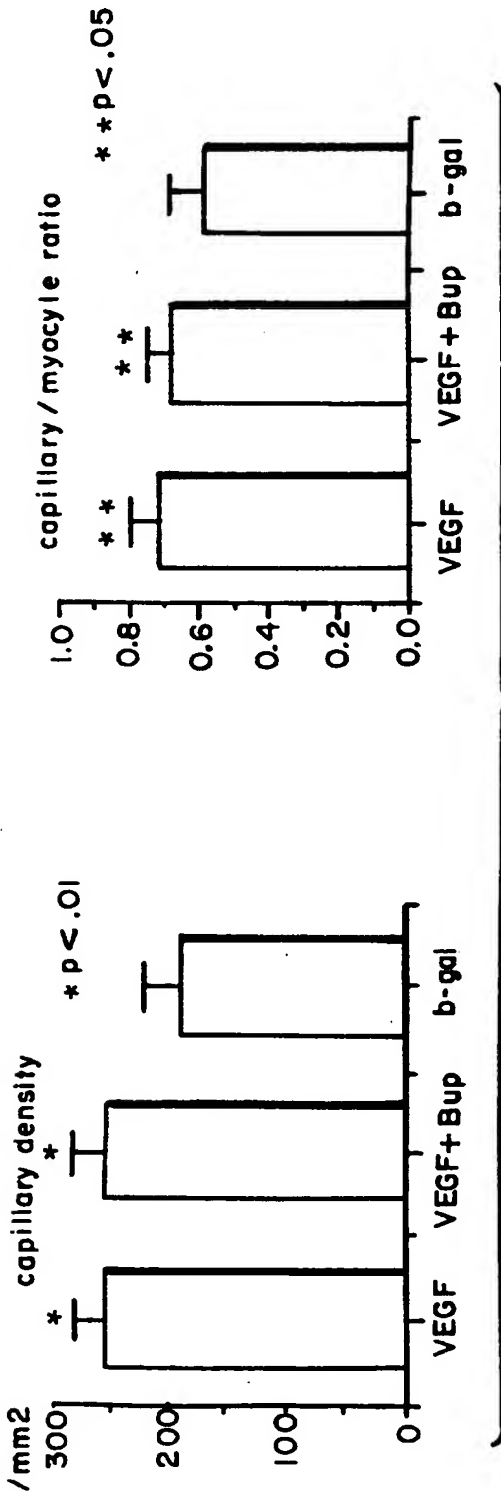 /mm2
capillary density
*p<.01
300
200
100
0
*
*
VEGF
VEGF+Bup
b-gal
capillary/myocyte ratio
**p<.05
1.0
0.8
0.6
0.4
0.2
0.0
**
**
VEGF
VEGF+Bup
b-gal